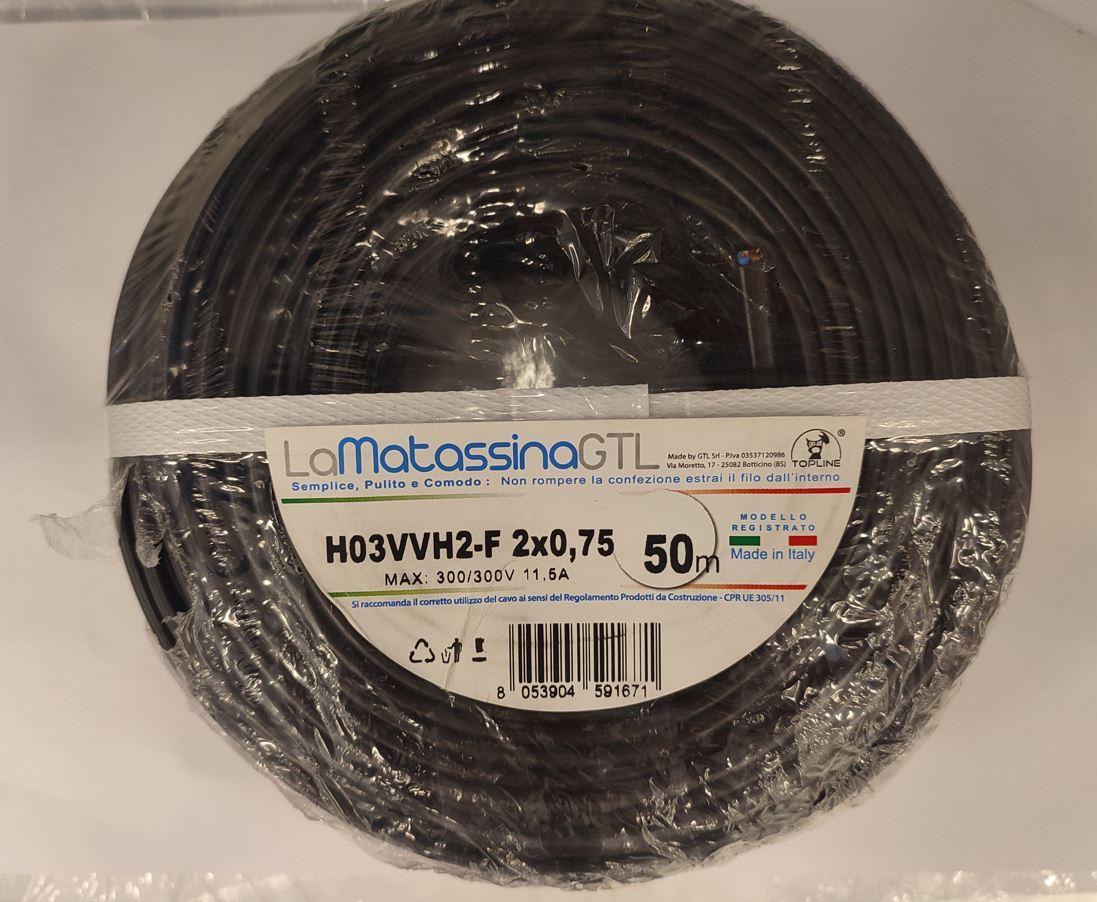 LaMatassinaGTL
Made by GTL Srl - P.Iva 03537120986
Via Moretto, 17 - 25082 Botticino (BS)
TOPLINE ®
Semplice, Pulito e Comodo : Non rompere la confezione estrai il filo dall'interno
H03VVH2-F 2x0,75
MAX: 300/300V 11,5A
50m
MODELLO
REGISTRATO
Made in Italy
Si raccomanda il corretto utilizzo del cavo ai sensi del Regolamento Prodotti da Costruzione - CPR UE 305/11
8 053904 591671